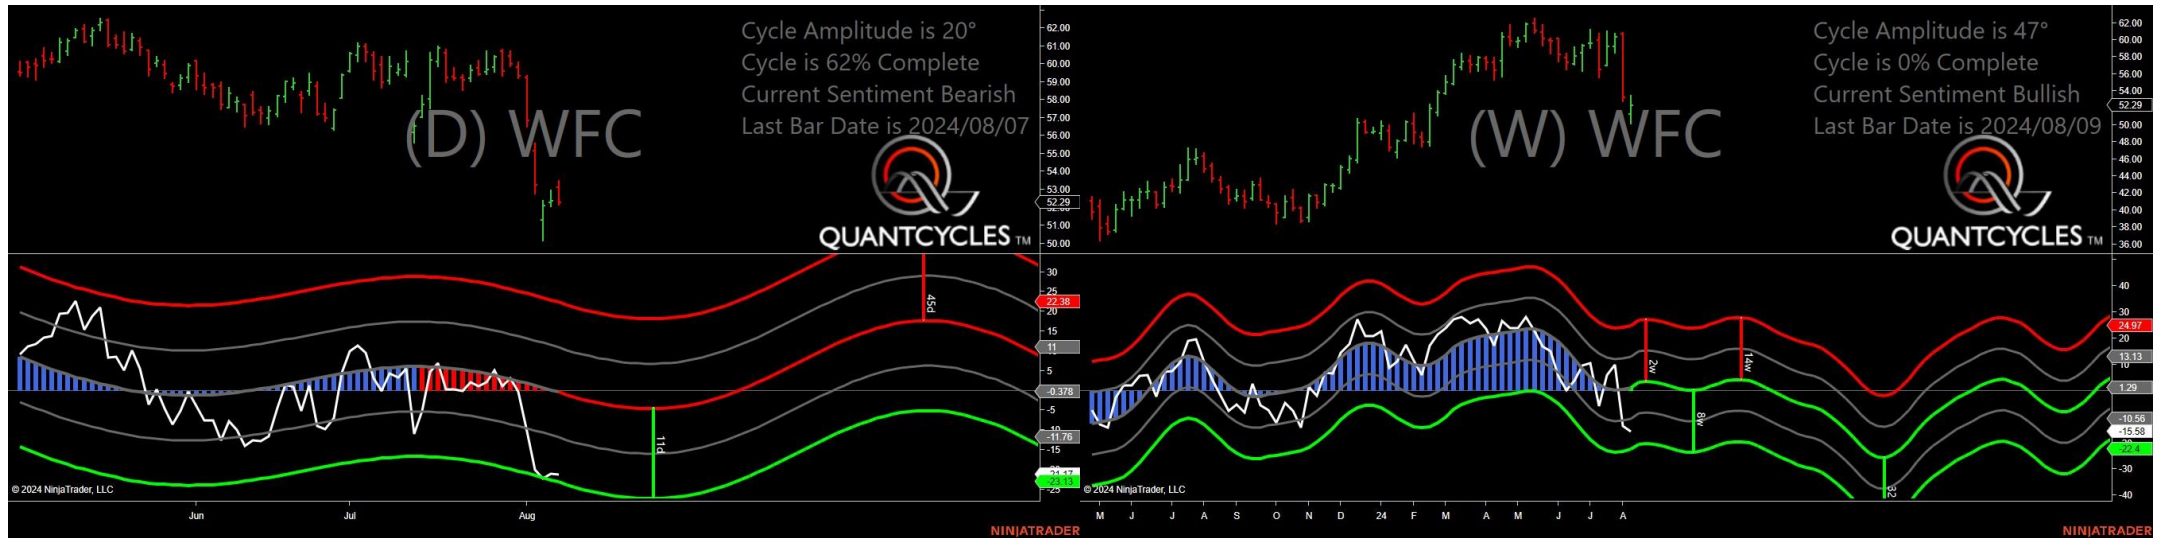 Cycle Amplitude is 20°
Cycle is 62% Complete
Current Sentiment Bearish
Last Bar Date is 2024/08/07
(D) WFC
QUANTCYCLES TM
62.00
61.00
60.00
59.00
58.00
57.00
56.00
55.00
54.00
53.00
52.29
51.00
50.00
30
25
22.38
20
15
11
5
-0.378
-5
-11.76
-15
-23.13
-25
45d
11d
© 2024 NinjaTrader, LLC
Jun
Jul
Aug
NINJATRADER
Cycle Amplitude is 47°
Cycle is 0% Complete
Current Sentiment Bullish
Last Bar Date is 2024/08/09
(W) WFC
QUANTCYCLES TM
62.00
60.00
58.00
56.00
54.00
52.29
50.00
48.00
46.00
44.00
42.00
40.00
38.00
36.00
40
30
24.97
20
13.13
10
1.29
-10.56
-15.58
-22.4
-30
-40
2w
8w
14w
32
© 2024 NinjaTrader, LLC
M J J A S O N D 24 F M A M J J A
NINJATRADER